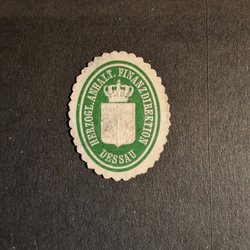 HERZOGL. ANHALT. FINANZDIREKTION
DESSAU